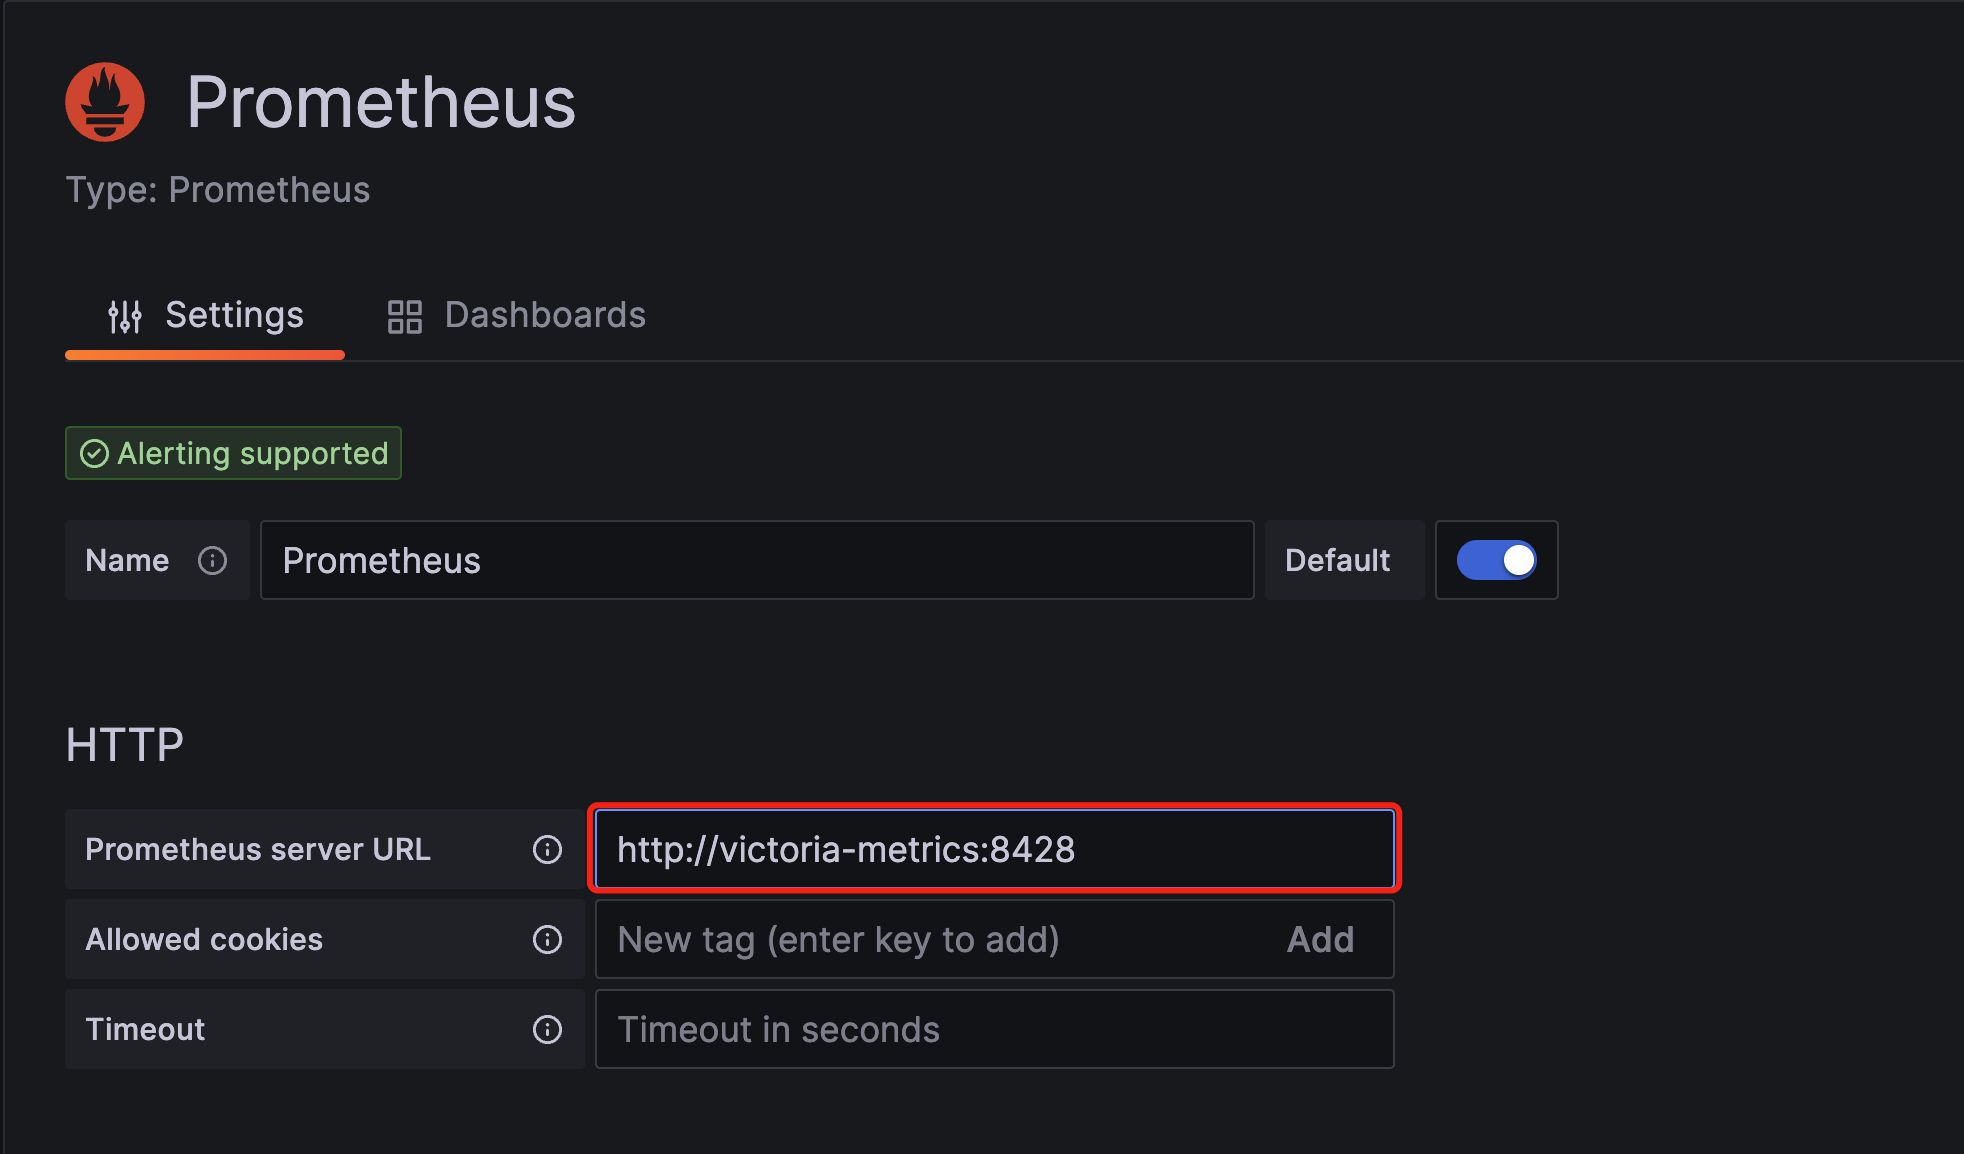 Prometheus
Type: Prometheus
Settings Dashboards
Alerting supported
Name Prometheus Default
HTTP
Prometheus server URL http://victoria-metrics:8428
Allowed cookies New tag (enter key to add) Add
Timeout Timeout in seconds